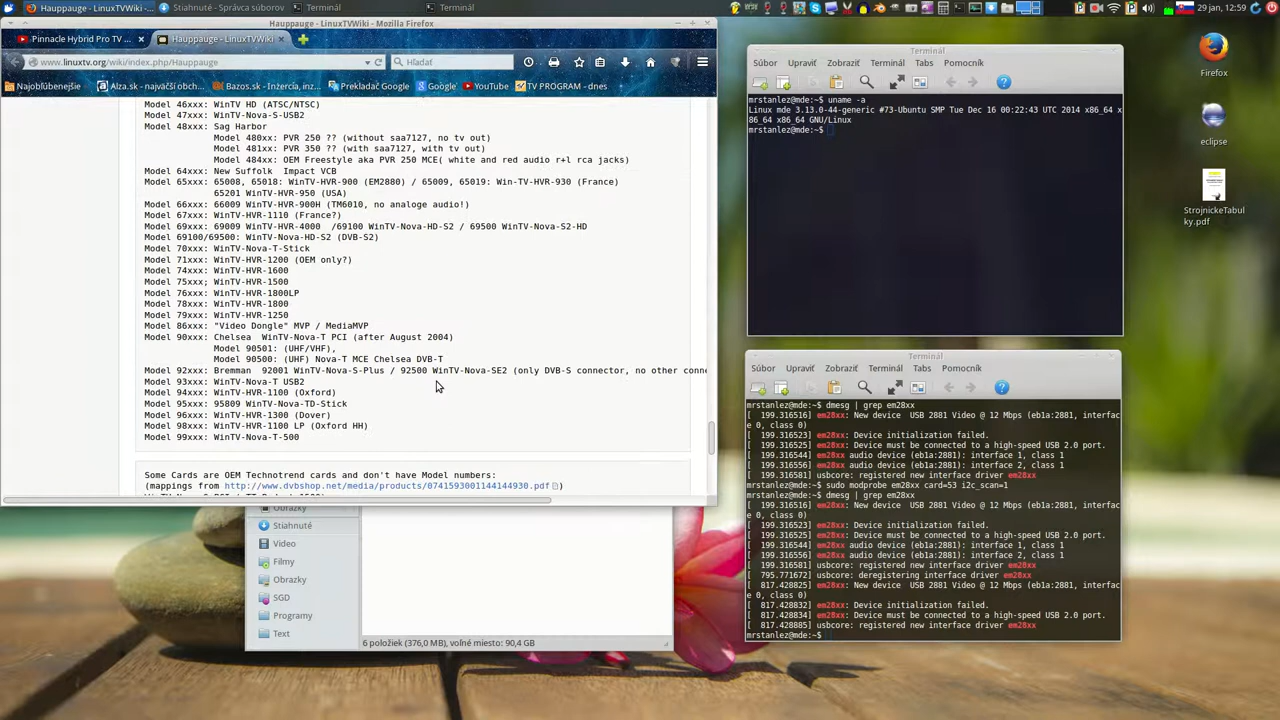 Hauppauge - LinuxTVWiki -...
Stiahnuté - Správca súborov
Terminál
Terminál
29 jan, 12:59
Hauppauge - LinuxTVWiki - Mozilla Firefox
Pinnacle Hybrid Pro TV ...
Hauppauge - LinuxTVWiki
www.linuxtv.org/wiki/index.php/Hauppauge
Hľadať
Najobľúbenejšie
Alza.sk - najväčší obch...
Bazos.sk - Inzercia, In...
Prekladač Google
Google
YouTube
TV PROGRAM - dnes
Model 46xxx: WinTV HD (ATSC/NTSC)
Model 47xxx: WinTV-Nova-S-USB2
Model 48xxx: Sag Harbor
Model 480xx: PVR 250 ?? (without saa7127, no tv out)
Model 481xx: PVR 350 ?? (with saa7127, with tv out)
Model 484xx: OEM Freestyle aka PVR 250 MCE( white and red audio r+l rca jacks)
Model 64xxx: New Suffolk  Impact VCB
Model 65xxx: 65008, 65018: WinTV-HVR-900 (EM2880) / 65009, 65019: Win-TV-HVR-930 (France)
65201 WinTV-HVR-950 (USA)
Model 66xxx: 66009 WinTV-HVR-900H (TM6010, no analoge audio!)
Model 67xxx: WinTV-HVR-1110 (France?)
Model 69xxx: 69009 WinTV-HVR-4000  /69100 WinTV-Nova-HD-S2 / 69500 WinTV-Nova-S2-HD
Model 69100/69500: WinTV-Nova-HD-S2 (DVB-S2)
Model 70xxx: WinTV-Nova-T-Stick
Model 71xxx: WinTV-HVR-1200 (OEM only?)
Model 74xxx: WinTV-HVR-1600
Model 75xxx; WinTV-HVR-1500
Model 76xxx: WinTV-HVR-1800LP
Model 78xxx: WinTV-HVR-1800
Model 79xxx: WinTV-HVR-1250
Model 86xxx: "Video Dongle" MVP / MediaMVP
Model 90xxx: Chelsea  WinTV-Nova-T PCI (after August 2004)
Model 90501: (UHF/VHF),
Model 90500: (UHF) Nova-T MCE Chelsea DVB-T
Model 92xxx: Bremman  92001 WinTV-Nova-S-Plus / 92500 WinTV-Nova-SE2 (only DVB-S connector, no other conne
Model 93xxx: WinTV-Nova-T USB2
Model 94xxx: WinTV-HVR-1100 (Oxford)
Model 95xxx: 95809 WinTV-Nova-TD-Stick
Model 96xxx: WinTV-HVR-1300 (Dover)
Model 98xxx: WinTV-HVR-1100 LP (Oxford HH)
Model 99xxx: WinTV-Nova-T-500
Some Cards are OEM Technotrend cards and don't have Model numbers:
(mappings from http://www.dvbshop.net/media/products/0741593001144144930.pdf)
Obrázky
Stiahnuté
Video
Filmy
Obrazky
SGD
Programy
Text
6 položiek (376,0 MB), voľné miesto: 90,4 GB
Terminál
Súbor Upraviť Zobraziť Terminál Tabs Pomocník
mrstanlez@mde:~$ uname -a
Linux mde 3.13.0-44-generic #73-Ubuntu SMP Tue Dec 16 00:22:43 UTC 2014 x86_64 x
86_64 x86_64 GNU/Linux
mrstanlez@mde:~$
Terminál
Súbor Upraviť Zobraziť Terminál Tabs Pomocník
mrstanlez@mde:~$ dmesg | grep em28xx
[  199.316516] em28xx: New device  USB 2881 Video @ 12 Mbps (eb1a:2881, interfac
e 0, class 0)
[  199.316523] em28xx: Device initialization failed.
[  199.316525] em28xx: Device must be connected to a high-speed USB 2.0 port.
[  199.316544] em28xx audio device (eb1a:2881): interface 1, class 1
[  199.316556] em28xx audio device (eb1a:2881): interface 2, class 1
[  199.316581] usbcore: registered new interface driver em28xx
mrstanlez@mde:~$ sudo modprobe em28xx card=53 i2c_scan=1
mrstanlez@mde:~$ dmesg | grep em28xx
[  199.316516] em28xx: New device  USB 2881 Video @ 12 Mbps (eb1a:2881, interfac
e 0, class 0)
[  199.316523] em28xx: Device initialization failed.
[  199.316525] em28xx: Device must be connected to a high-speed USB 2.0 port.
[  199.316544] em28xx audio device (eb1a:2881): interface 1, class 1
[  199.316556] em28xx audio device (eb1a:2881): interface 2, class 1
[  199.316581] usbcore: registered new interface driver em28xx
[  795.771672] usbcore: deregistering interface driver em28xx
[  817.428825] em28xx: New device  USB 2881 Video @ 12 Mbps (eb1a:2881, interfac
e 0, class 0)
[  817.428832] em28xx: Device initialization failed.
[  817.428834] em28xx: Device must be connected to a high-speed USB 2.0 port.
[  817.428885] usbcore: registered new interface driver em28xx
mrstanlez@mde:~$
Firefox
eclipse
StrojnickeTabul
ky.pdf